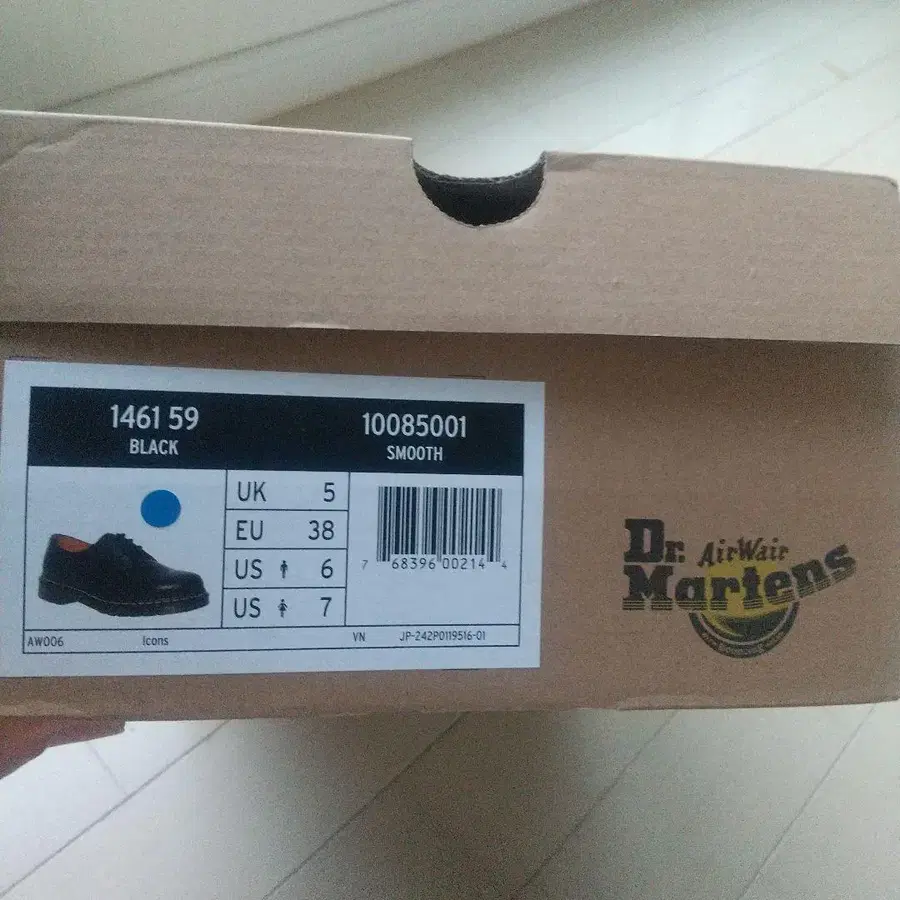 1461 59
BLACK
10085001
SMOOTH
UK 5
EU 38
US 6
US 7
7 68396 00214 4
AW006 Icons VN JP-242P0119516-01
Dr. AirWair
Martens